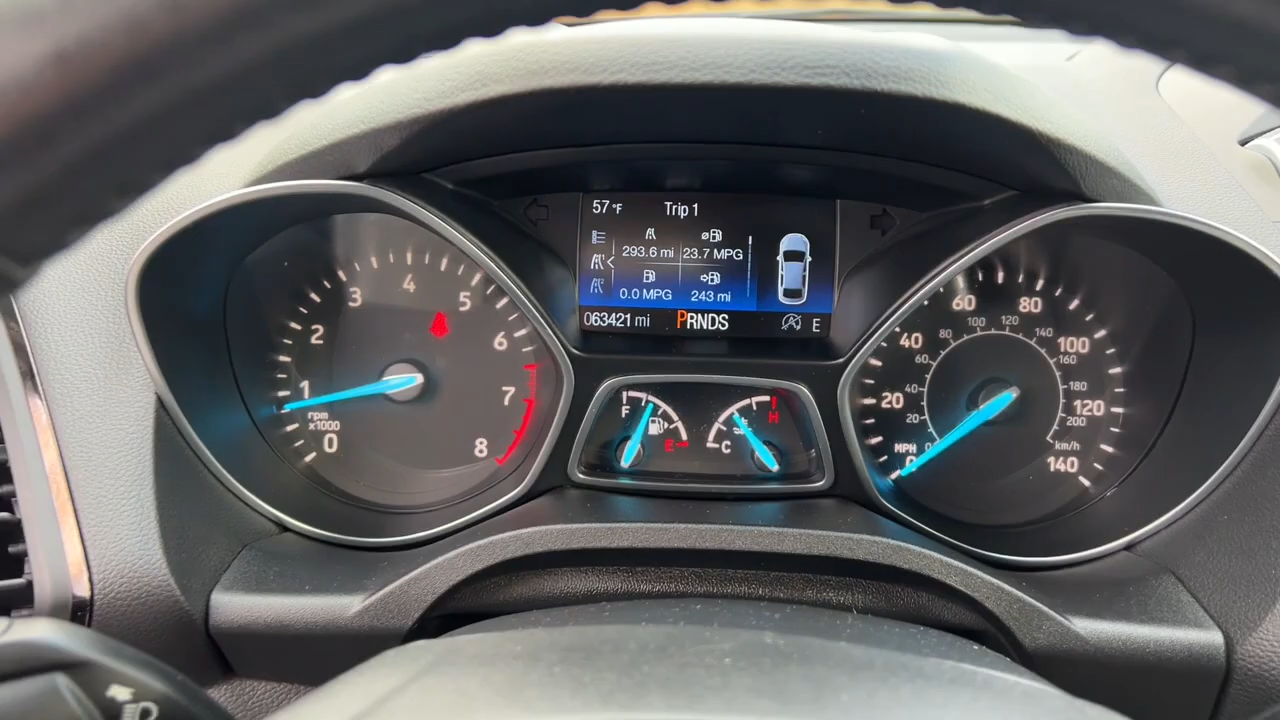 57 °F Trip 1
293.6 mi 23.7 MPG
0.0 MPG 243 mi
063421 mi PRNDS E
0 1 2 3 4 5 6 7 8
rpm
x1000
F E
C H
0 20 40 60 80 100 120 140
MPH
0 20 40 60 80 100 120 140 160 180 200
km/h